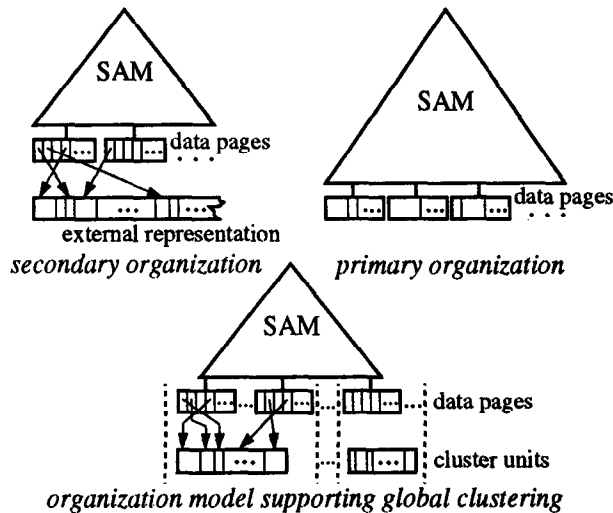 SAM
data pages
external representation
secondary organization
SAM
data pages
primary organization
SAM
data pages
cluster units
organization model supporting global clustering